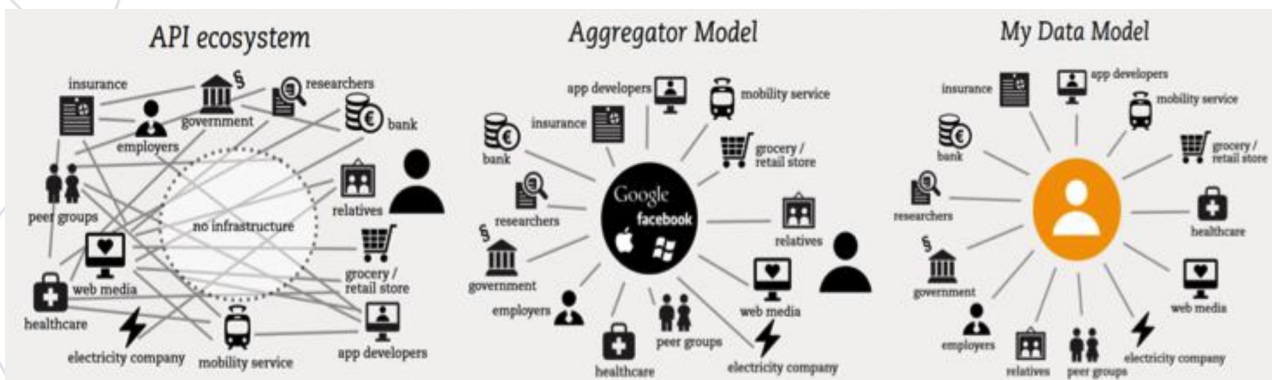 API ecosystem
insurance
§
researchers
government
employers
bank
peer groups
no infrastructure
relatives
web media
grocery /
retail store
healthcare
electricity company
mobility service
app developers
Aggregator Model
app developers
mobility service
insurance
bank
grocery /
retail store
researchers
Google
facebook
relatives
§
government
employers
web media
peer groups
healthcare
electricity company
My Data Model
insurance
app developers
mobility service
bank
grocery /
retail store
researchers
healthcare
§
government
web media
employers
relatives
peer groups
electricity company